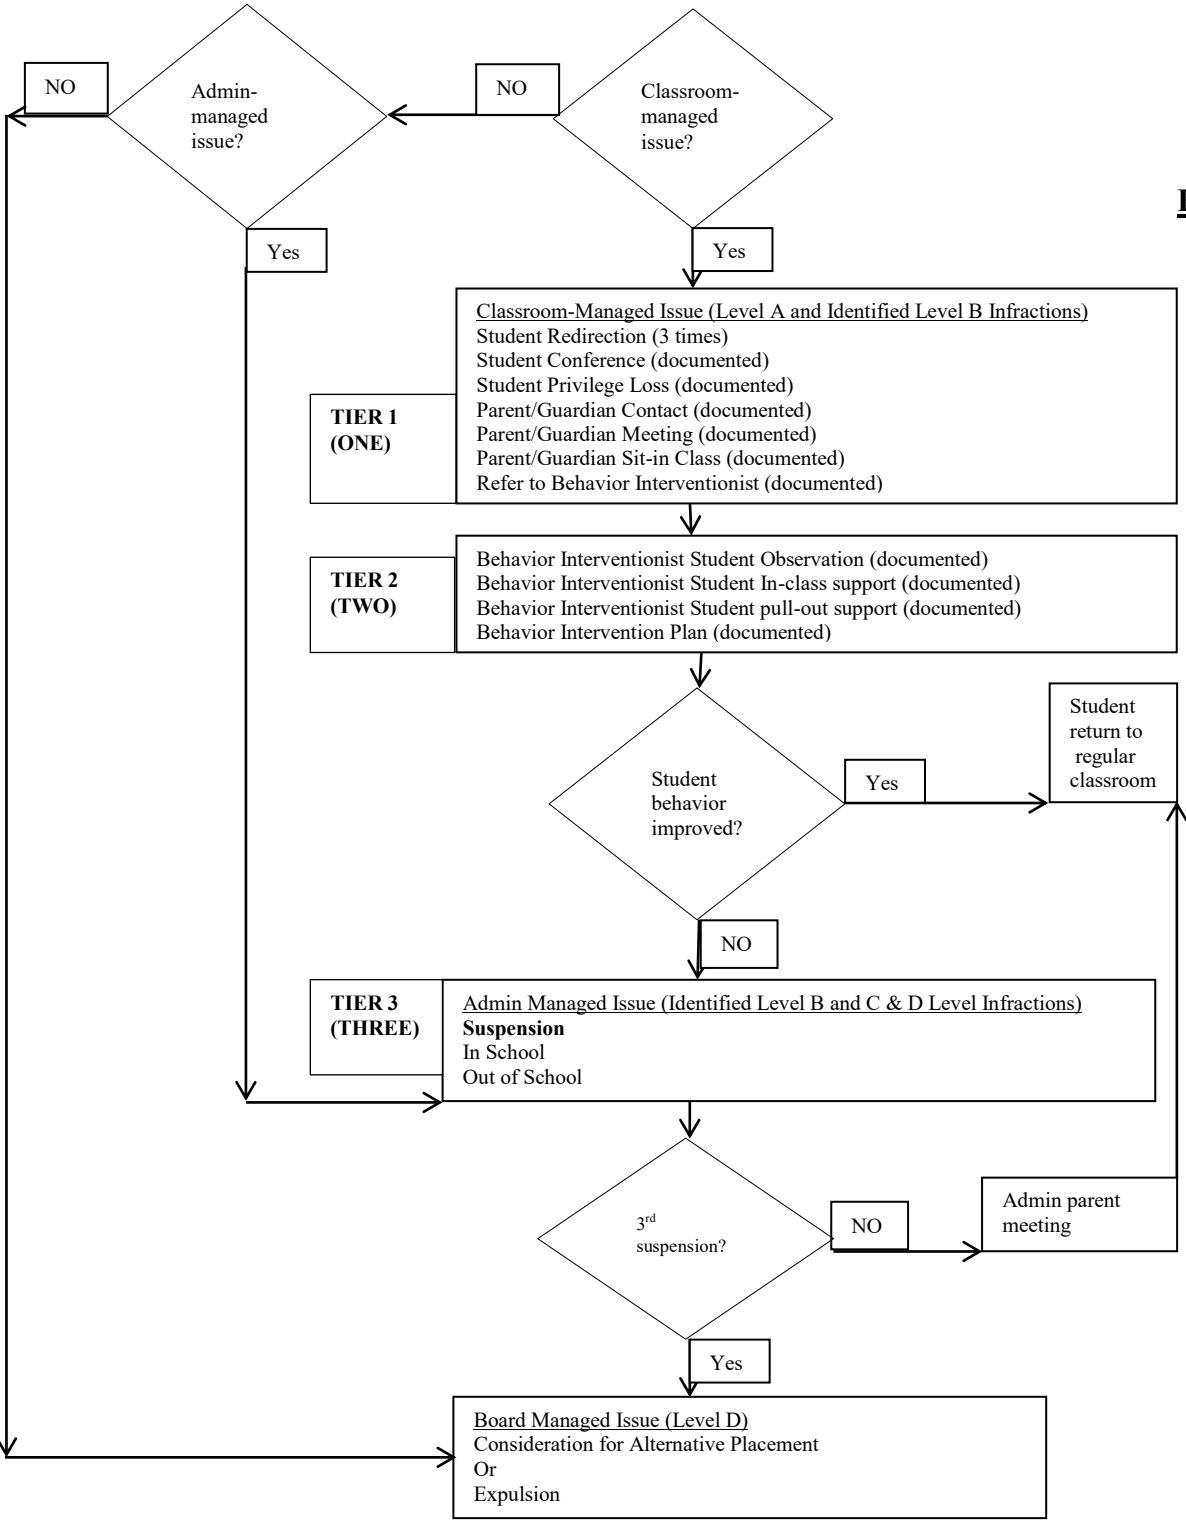 NO
Admin-
managed
issue?
NO
Classroom-
managed
issue?
Yes
Yes
Classroom-Managed Issue (Level A and Identified Level B Infractions)
Student Redirection (3 times)
Student Conference (documented)
Student Privilege Loss (documented)
Parent/Guardian Contact (documented)
Parent/Guardian Meeting (documented)
Parent/Guardian Sit-in Class (documented)
Refer to Behavior Interventionist (documented)
TIER 1
(ONE)
Behavior Interventionist Student Observation (documented)
Behavior Interventionist Student In-class support (documented)
Behavior Interventionist Student pull-out support (documented)
Behavior Intervention Plan (documented)
TIER 2
(TWO)
Student
behavior
improved?
Yes
Student
return to
regular
classroom
NO
TIER 3
(THREE)
Admin Managed Issue (Identified Level B and C & D Level Infractions)
Suspension
In School
Out of School
3rd
suspension?
NO
Admin parent
meeting
Yes
Board Managed Issue (Level D)
Consideration for Alternative Placement
Or
Expulsion